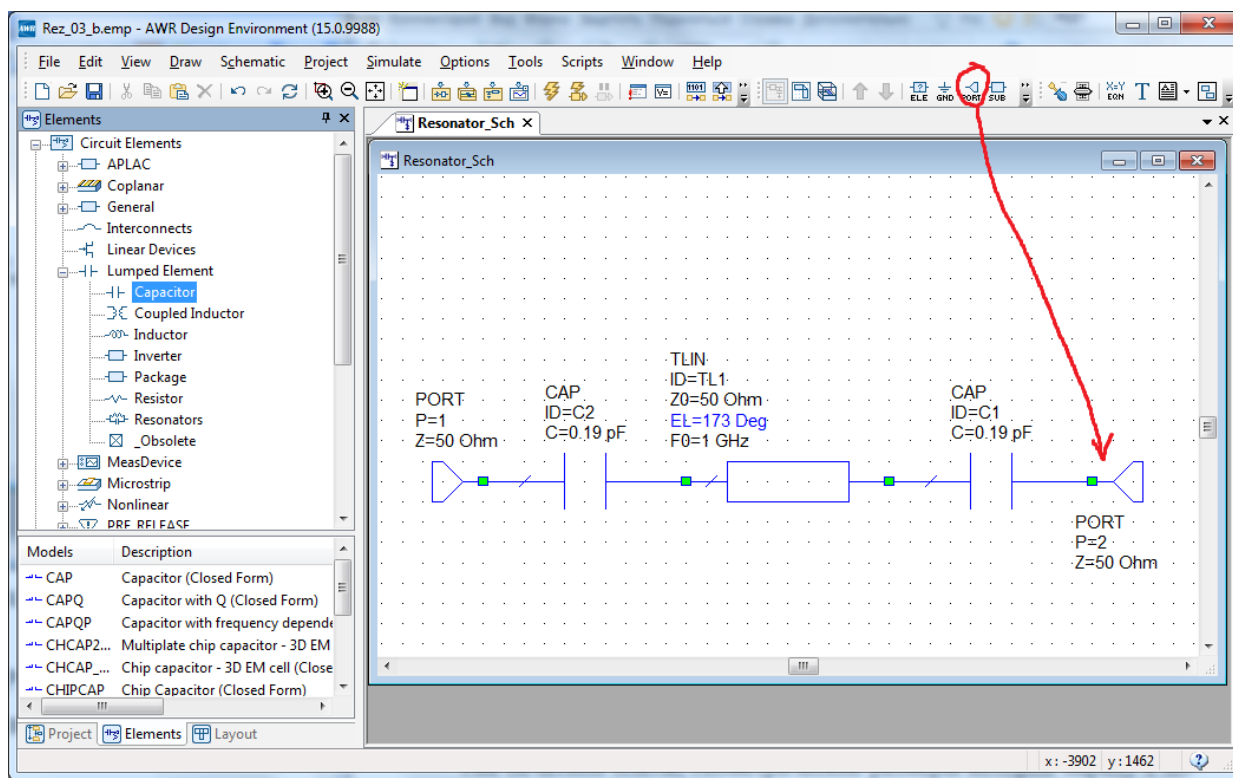 Rez_03_b.emp - AWR Design Environment (15.0.9988)
File Edit View Draw Schematic Project Simulate Options Tools Scripts Window Help
ELE GND PORT SUB X=Y EQN T
Elements
Resonator_Sch
Circuit Elements
APLAC
Coplanar
General
Interconnects
Linear Devices
Lumped Element
Capacitor
Coupled Inductor
Inductor
Inverter
Package
Resistor
Resonators
_Obsolete
MeasDevice
Microstrip
Nonlinear
PRE RELEASE
Models Description
CAP Capacitor (Closed Form)
CAPQ Capacitor with Q (Closed Form)
CAPQP Capacitor with frequency depende
CHCAP2... Multiplate chip capacitor - 3D EM
CHCAP_... Chip capacitor - 3D EM cell (Close
CHIPCAP Chip Capacitor (Closed Form)
Project Elements Layout
Resonator_Sch
PORT
P=1
Z=50 Ohm
CAP
ID=C2
C=0.19 pF
TLIN
ID=TL1
Z0=50 Ohm
EL=173 Deg
F0=1 GHz
CAP
ID=C1
C=0.19 pF
PORT
P=2
Z=50 Ohm
x: -3902 y: 1462